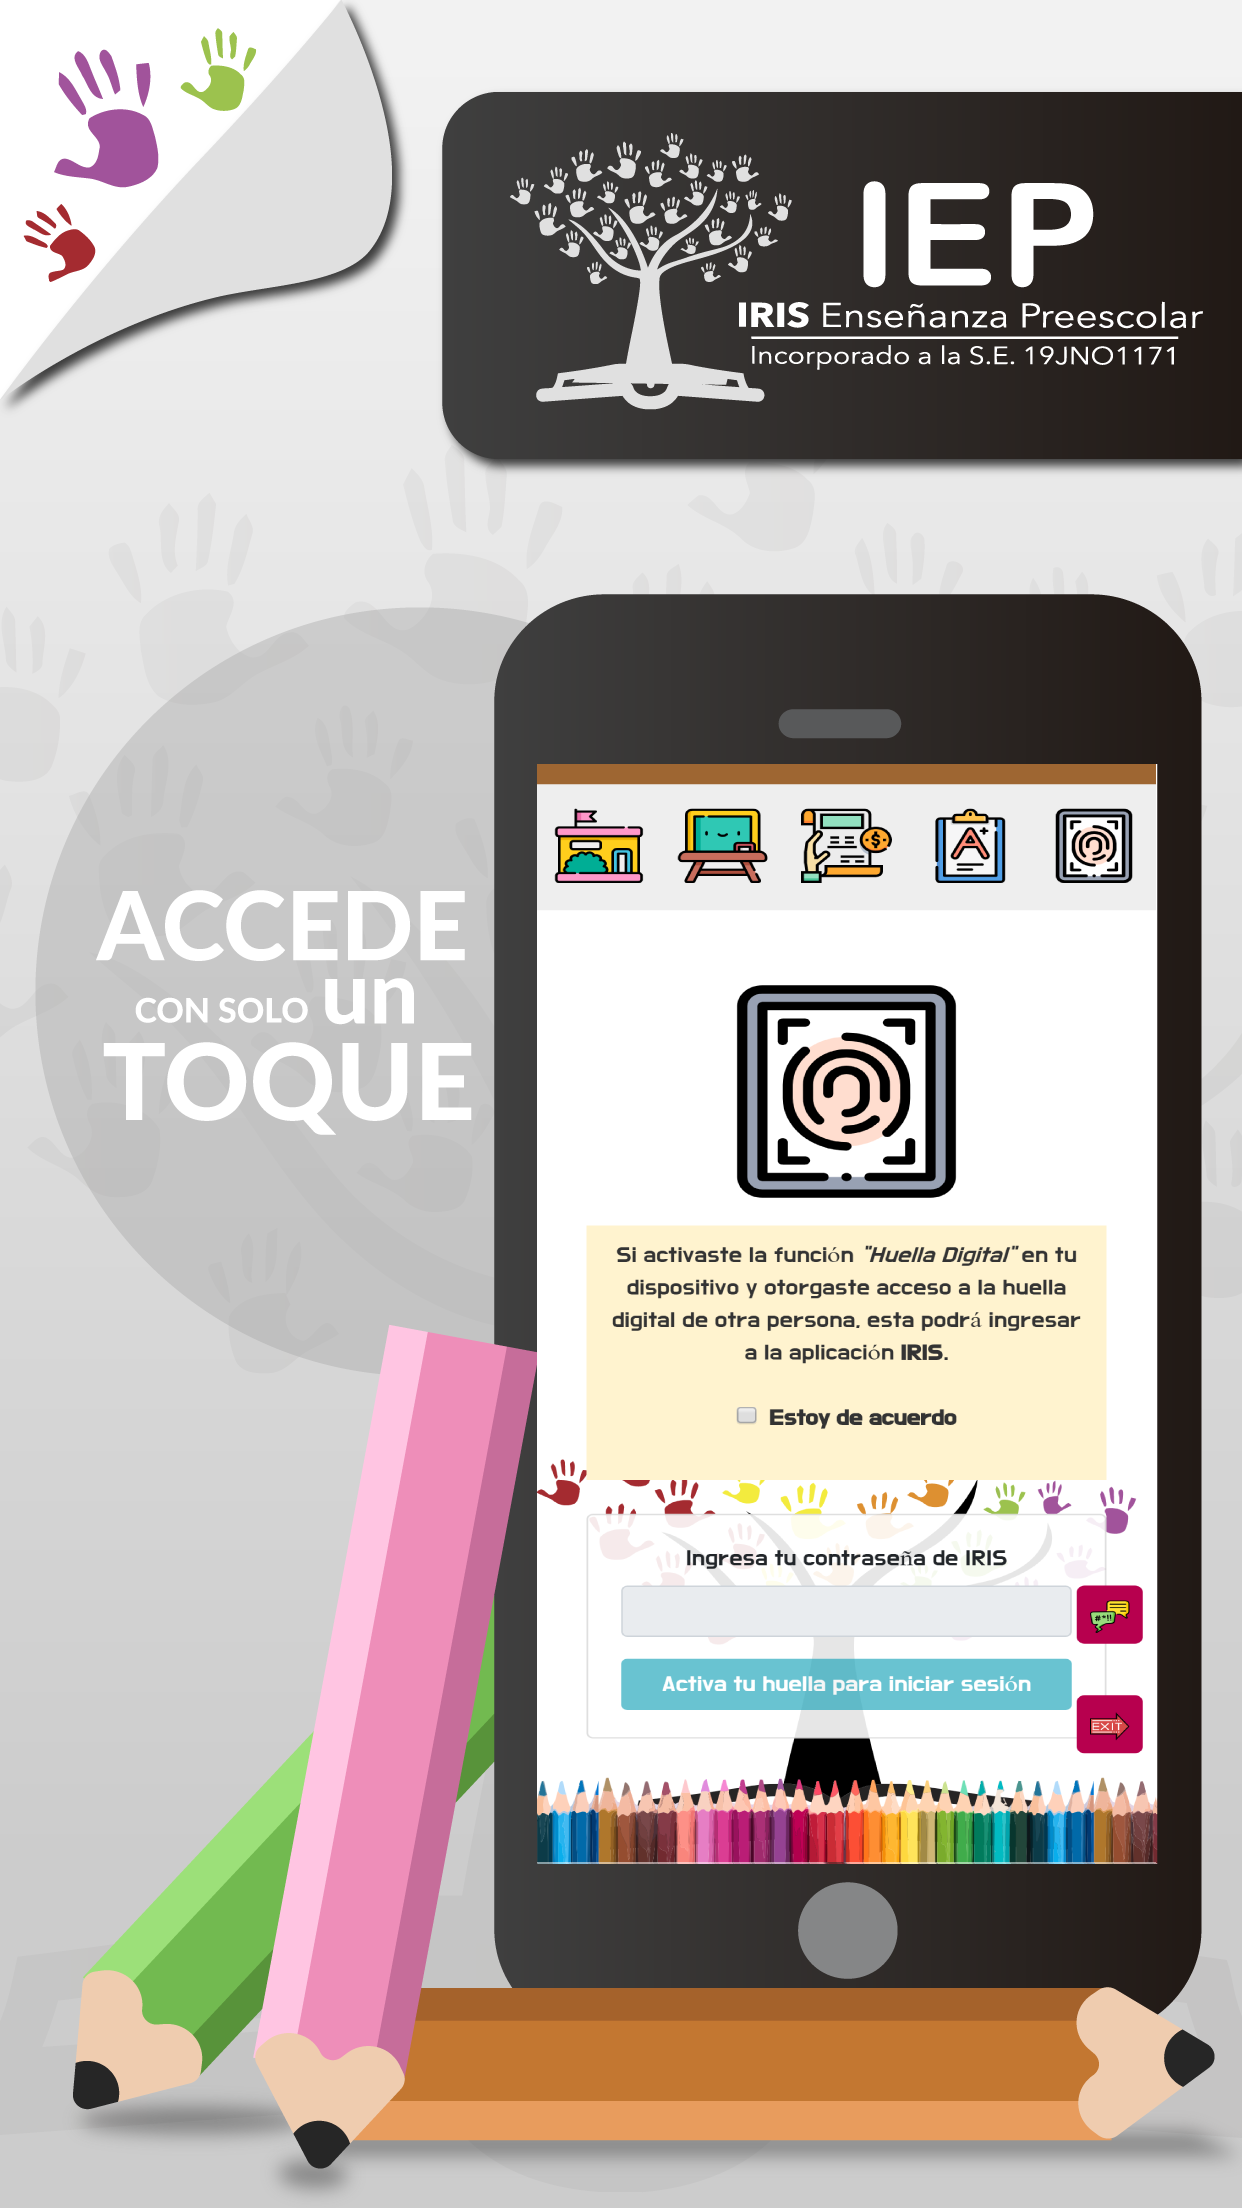 IEP
IRIS Enseñanza Preescolar
Incorporado a la S.E. 19JNO1171
ACCEDE
CON SOLO un
TOQUE
Si activaste la función "Huella Digital" en tu
dispositivo y otorgaste acceso a la huella
digital de otra persona, esta podrá ingresar
a la aplicación IRIS.
Estoy de acuerdo
Ingresa tu contraseña de IRIS
#*!!
Activa tu huella para iniciar sesión
EXIT